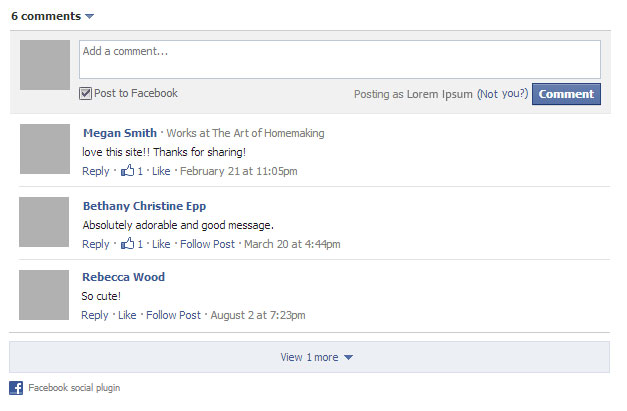 6 comments
Add a comment...
Post to Facebook
Posting as Lorem Ipsum (Not you?) Comment
Megan Smith · Works at The Art of Homemaking
love this site!! Thanks for sharing!
Reply · 1 · Like · February 21 at 11:05pm
Bethany Christine Epp
Absolutely adorable and good message.
Reply · 1 · Like · Follow Post · March 20 at 4:44pm
Rebecca Wood
So cute!
Reply · Like · Follow Post · August 2 at 7:23pm
View 1 more
f Facebook social plugin